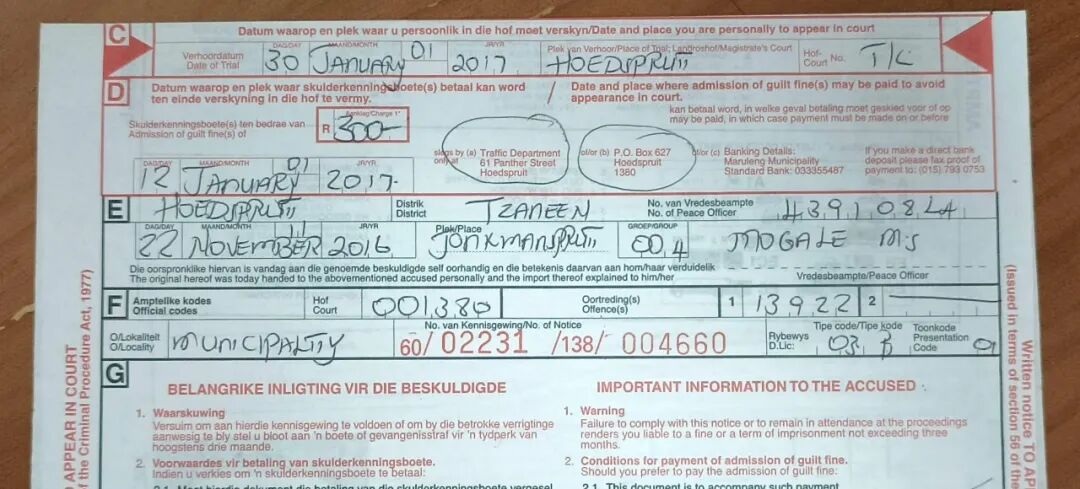 C
Datum waarop en plek waar u persoonlik in die hof moet verskyn/Date and place you are personally to appear in court
Verhoordatum
Date of Trial
DAG/DAY MAAND/MONTH JR/YR.
30 JANUARY 01 2017
Plek van Verhoor/Place of Trial: Landroshof/Magistrate's Court
HOEDSPRUIT
Hof-
Court No. T/C
D
Datum waarop en plek waar skulderkenningsboete(s) betaal kan word
ten einde verskyning in die hof te vermy.
/ Date and place where admission of guilt fine(s) may be paid to avoid
appearance in court.
Skulderkenningsboete(s) ten bedrae van
Admission of guilt fine(s) of
Aanklag/Charge 1*
R 300-
kan betaal word, in welke geval betaling moet geskied voor of op
may be paid, in which case payment must be made on or before
DAG/DAY MAAND/MONTH JR/YR.
12 JANUARY 01 2017
slegs by (a) Traffic Department
only at 61 Panther Street
Hoedspruit
of/or (b) P.O. Box 627
Hoedspruit
1380
of/or (c) Banking Details:
Maruleng Municipality
Standard Bank: 033355487
If you make a direct bank
deposit please fax proof of
payment to: (015) 793 0753
E
HOEDSPRUIT
Distrik
District
TZANEEN
No. van Vredesbeampte
No. of Peace Officer
DAG/DAY MAAND/MONTH JR/YR.
22 NOVEMBER 11 2016
Plek/Place
JONKMANSPRUIT
GROEP/GROUP
004
MOGALE M.S
Die oorspronklike hiervan is vandag aan die genoemde beskuldigde self oorhandig en die betekenis daarvan aan hom/haar verduidelik
The original hereof was today handed to the abovementioned accused personally and the import thereof explained to him/her
Vredesbeampte/Peace Officer
F
Amptelike kodes
Official codes
Hof
Court
001380
Oortreding(s)
Offence(s)
1 13922 2
O/Lokaliteit
O/Locality
MUNICIPALTIY
No. van Kennisgewing/No. of Notice
60/ 02231 /138/ 004660
Rybewys
D.Lic:
Tipe code/Tipe kode
03 B
Toonkode
Presentation
Code
G
BELANGRIKE INLIGTING VIR DIE BESKULDIGDE
1. Waarskuwing
Versuim om aan hierdie kennisgewing te voldoen of om by die betrokke verrigtinge
aanwesig te bly stel u bloot aan 'n boete of gevangenisstraf vir 'n tydperk van
hoogstens drie maande.
2. Voorwaardes vir betaling van skulderkenningsboete.
Indien u verkies om 'n skulderkenningsboete te betaal:
IMPORTANT INFORMATION TO THE ACCUSED
1. Warning
Failure to comply with this notice or to remain in attendance at the proceedings
renders you liable to a fine or a term of imprisonment not exceeding three
months.
2. Conditions for payment of admission of guilt fine.
Should you prefer to pay the admission of guilt fine:
2.1 This document is to accompany such payment
APPEAR IN COURT
f the Criminal Procedure Act, 1977)
Written notice TO AP
(Issued in terms of section 56 of the